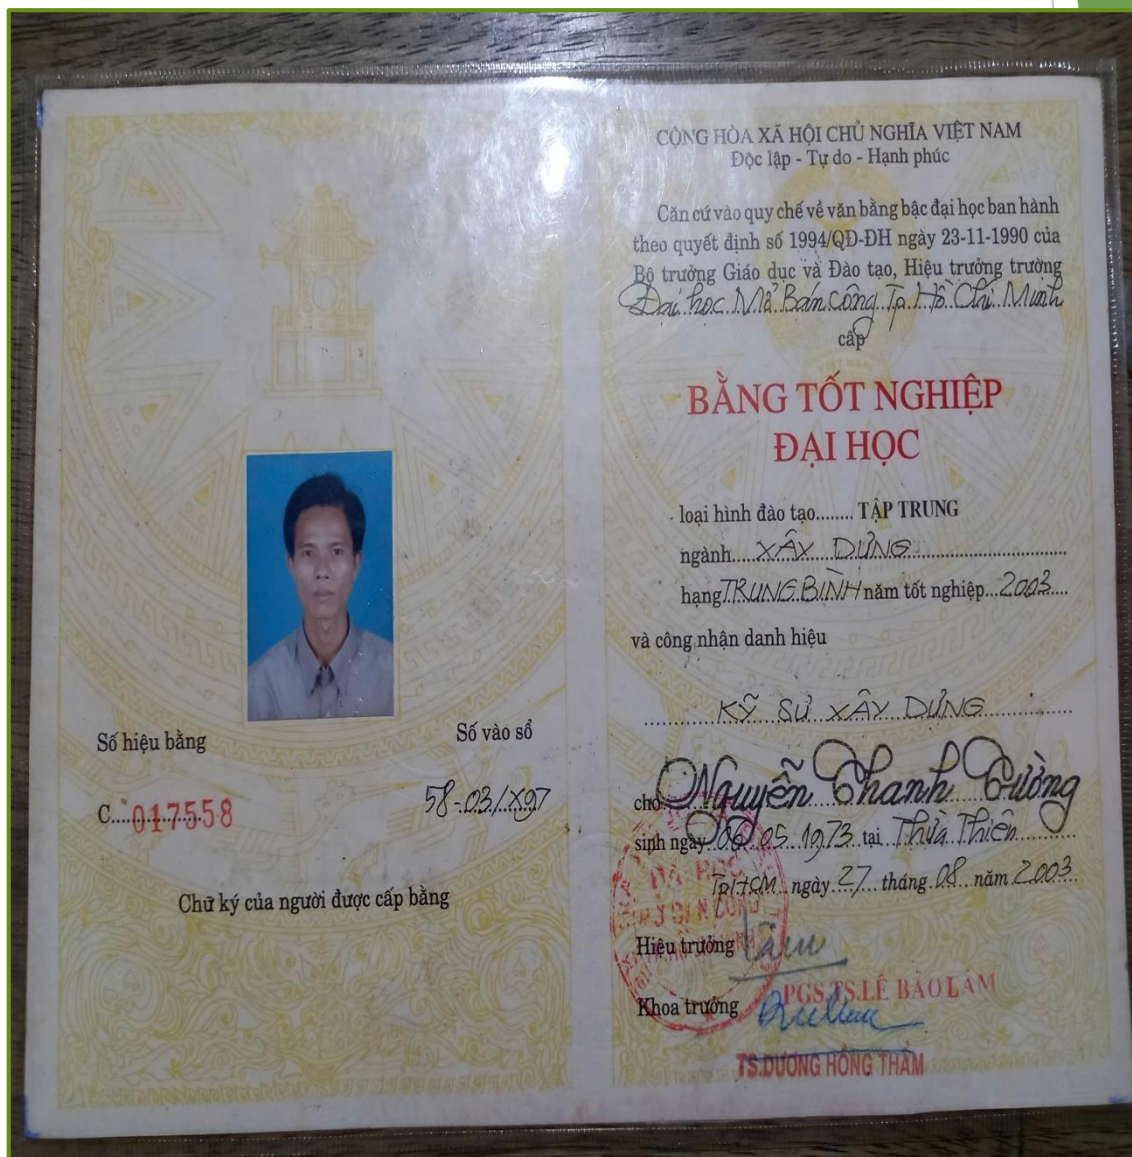 CỘNG HÒA XÃ HỘI CHỦ NGHĨA VIỆT NAM
Độc lập - Tự do - Hạnh phúc
Căn cứ vào quy chế về văn bằng bậc đại học ban hành
theo quyết định số 1994/QĐ-ĐH ngày 23-11-1990 của
Bộ trưởng Giáo dục và Đào tạo, Hiệu trưởng trường
Đại học Mở Bán công Tp. Hồ Chí Minh
cấp
BẰNG TỐT NGHIỆP
ĐẠI HỌC
loại hình đào tạo........ TẬP TRUNG
ngành....XÂY DỰNG....
hạng TRUNG BÌNH năm tốt nghiệp...2003....
và công nhận danh hiệu
KỸ SƯ XÂY DỰNG
cho Nguyễn Thanh Tường
sinh ngày 06.05.1973 tại Thừa Thiên
TpHCM ngày 27 tháng 08 năm 2003
Hiệu trưởng
PGS.TS.LÊ BẢO LÂM
Khoa trưởng
TS.DƯƠNG HỒNG THẨM
Số hiệu bằng
Số vào sổ
C....017558
58-03/X97
Chữ ký của người được cấp bằng